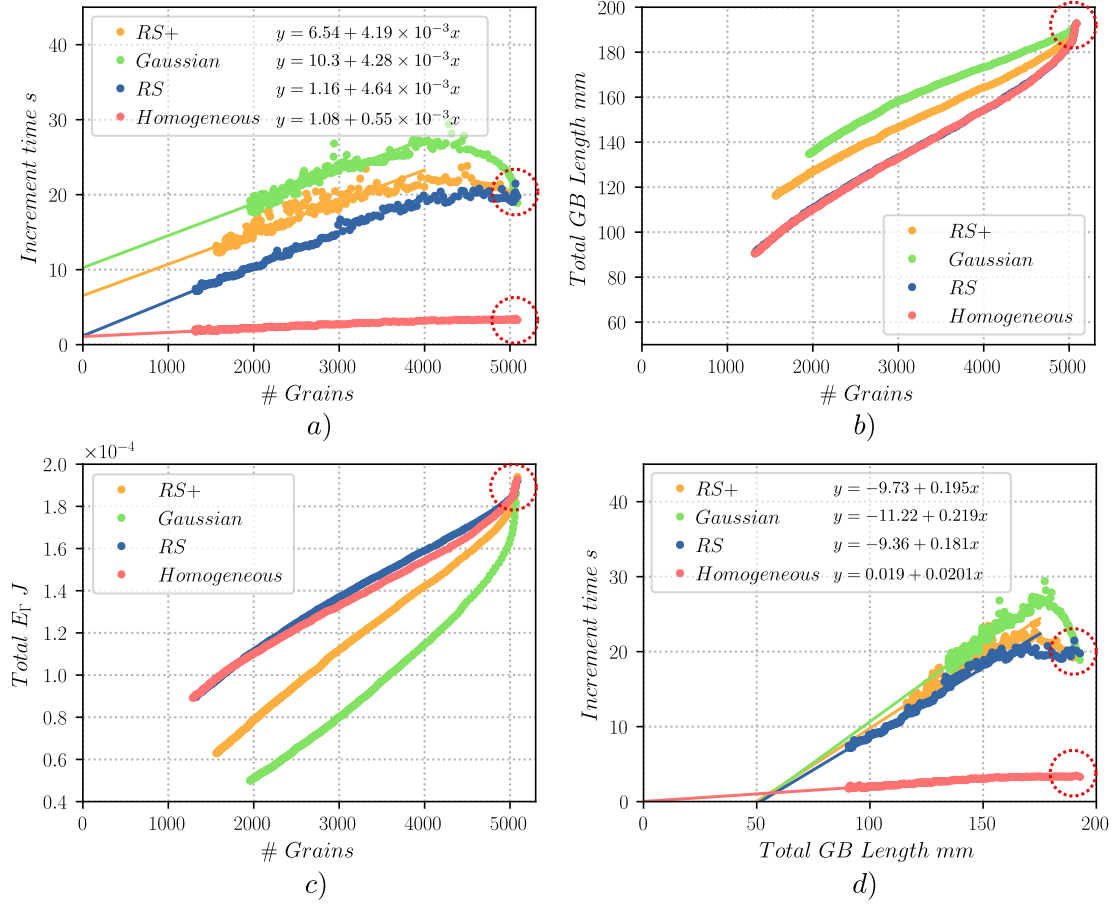 RS+ y = 6.54 + 4.19 × 10⁻³x
Gaussian y = 10.3 + 4.28 × 10⁻³x
RS y = 1.16 + 4.64 × 10⁻³x
Homogeneous y = 1.08 + 0.55 × 10⁻³x
Increment time s
40
30
20
10
0
0 1000 2000 3000 4000 5000
# Grains
a)
Total GB Length mm
200
180
160
140
120
100
80
60
RS+
Gaussian
RS
Homogeneous
0 1000 2000 3000 4000 5000
# Grains
b)
×10⁻⁴
Total E_Γ J
2.0
1.8
1.6
1.4
1.2
1.0
0.8
0.6
0.4
RS+
Gaussian
RS
Homogeneous
0 1000 2000 3000 4000 5000
# Grains
c)
RS+ y = −9.73 + 0.195x
Gaussian y = −11.22 + 0.219x
RS y = −9.36 + 0.181x
Homogeneous y = 0.019 + 0.0201x
Increment time s
40
30
20
10
0
0 50 100 150 200
Total GB Length mm
d)